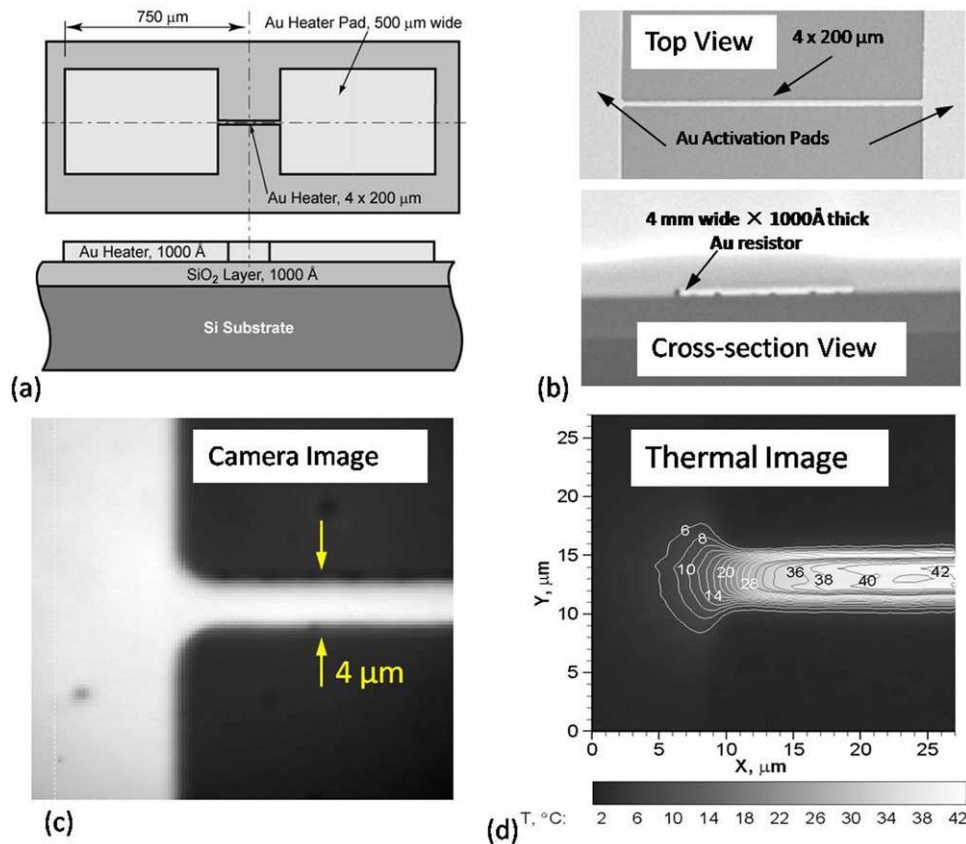 750 µm
Au Heater Pad, 500 µm wide
Au Heater, 4 x 200 µm
Au Heater, 1000 Å
SiO₂ Layer, 1000 Å
Si Substrate
(a)
Top View
4 x 200 µm
Au Activation Pads
4 mm wide × 1000Å thick
Au resistor
Cross-section View
(b)
Camera Image
4 µm
(c)
Thermal Image
Y, µm
25
20
15
10
5
0
6
8
10
20
28
14
36
38
40
42
0 5 10 15 20 25
X, µm
(d)
T, °C: 2 6 10 14 18 22 26 30 34 38 42